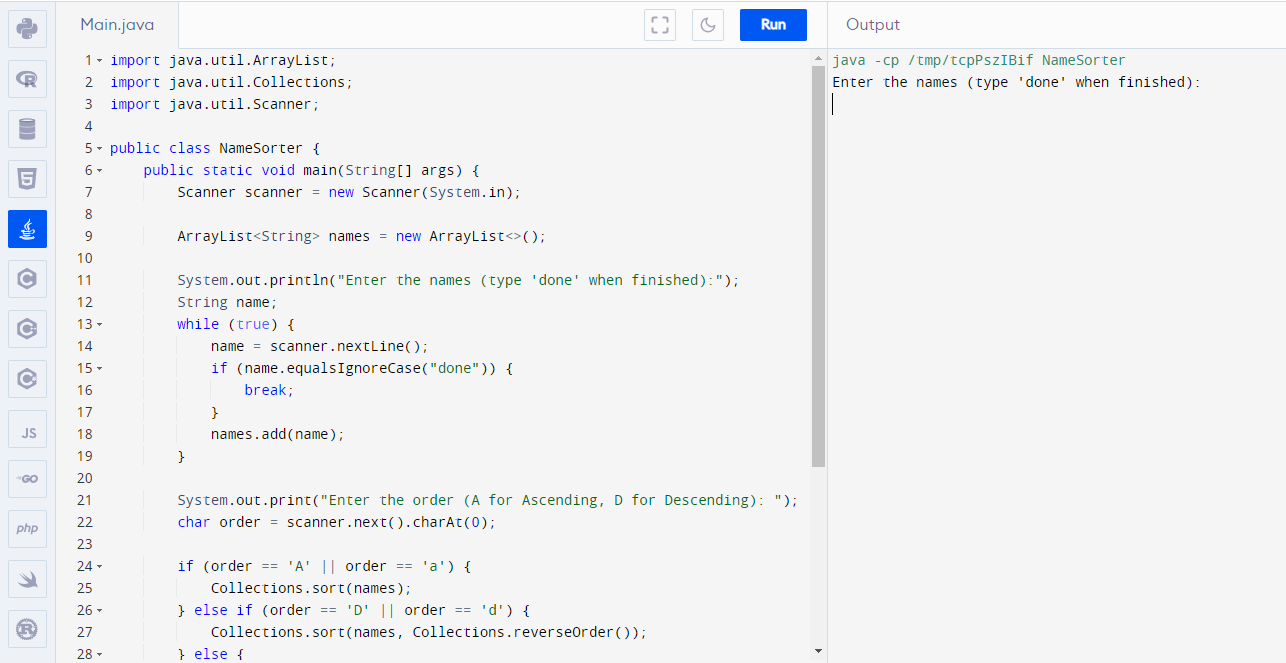 Main.java
Run
Output
1 import java.util.ArrayList;
2 import java.util.Collections;
3 import java.util.Scanner;
4
5 public class NameSorter {
6 public static void main(String[] args) {
7 Scanner scanner = new Scanner(System.in);
8
9 ArrayList<String> names = new ArrayList<>();
10
11 System.out.println("Enter the names (type 'done' when finished):");
12 String name;
13 while (true) {
14 name = scanner.nextLine();
15 if (name.equalsIgnoreCase("done")) {
16 break;
17 }
18 names.add(name);
19 }
20
21 System.out.print("Enter the order (A for Ascending, D for Descending): ");
22 char order = scanner.next().charAt(0);
23
24 if (order == 'A' || order == 'a') {
25 Collections.sort(names);
26 } else if (order == 'D' || order == 'd') {
27 Collections.sort(names, Collections.reverseOrder());
28 } else {
java -cp /tmp/tcpPszIBif NameSorter
Enter the names (type 'done' when finished):
R
5
C
C
C
JS
GO
php
R